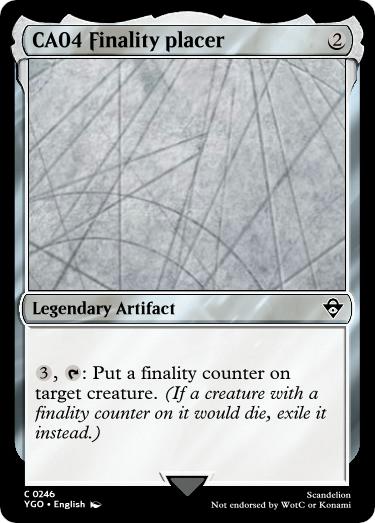 CA04 Finality placer 2
Legendary Artifact
3, : Put a finality counter on
target creature. (If a creature with a
finality counter on it would die, exile it
instead.)
C 0246
YGO • English
Scandelion
Not endorsed by WotC or Konami